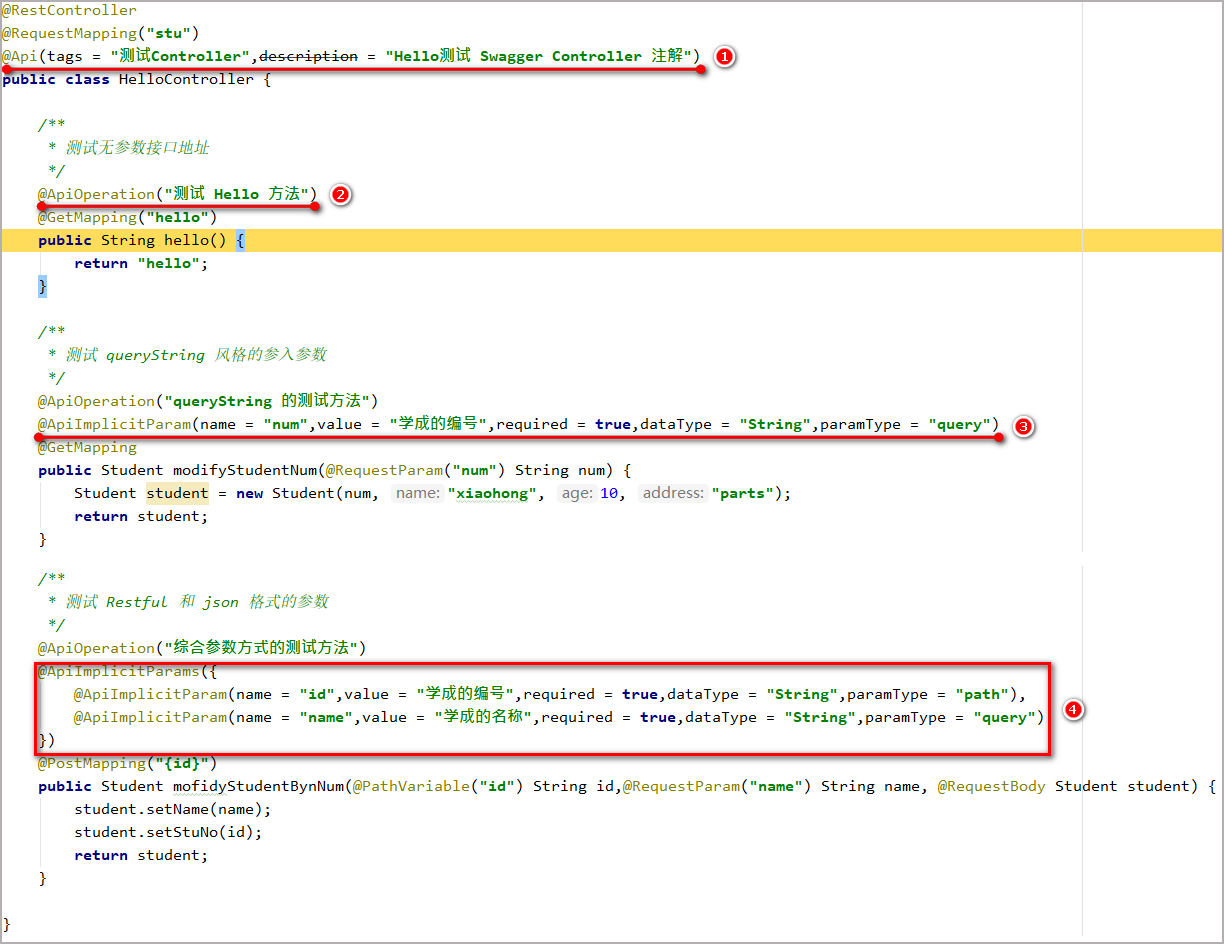 @RestController
@RequestMapping("stu")
@Api(tags = "测试Controller",description = "Hello测试 Swagger Controller 注解") 1
public class HelloController {
/**
* 测试无参数接口地址
*/
@ApiOperation("测试 Hello 方法") 2
@GetMapping("hello")
public String hello() {
return "hello";
}
/**
* 测试 queryString 风格的参入参数
*/
@ApiOperation("queryString 的测试方法")
@ApiImplicitParam(name = "num",value = "学成的编号",required = true,dataType = "String",paramType = "query") 3
@GetMapping
public Student modifyStudentNum(@RequestParam("num") String num) {
Student student = new Student(num, name: "xiaohong", age: 10, address: "parts");
return student;
}
/**
* 测试 Restful 和 json 格式的参数
*/
@ApiOperation("综合参数方式的测试方法")
@ApiImplicitParams({
@ApiImplicitParam(name = "id",value = "学成的编号",required = true,dataType = "String",paramType = "path"),
@ApiImplicitParam(name = "name",value = "学成的名称",required = true,dataType = "String",paramType = "query") 4
})
@PostMapping("{id}")
public Student mofidyStudentBynNum(@PathVariable("id") String id,@RequestParam("name") String name, @RequestBody Student student) {
student.setName(name);
student.setStuNo(id);
return student;
}
}